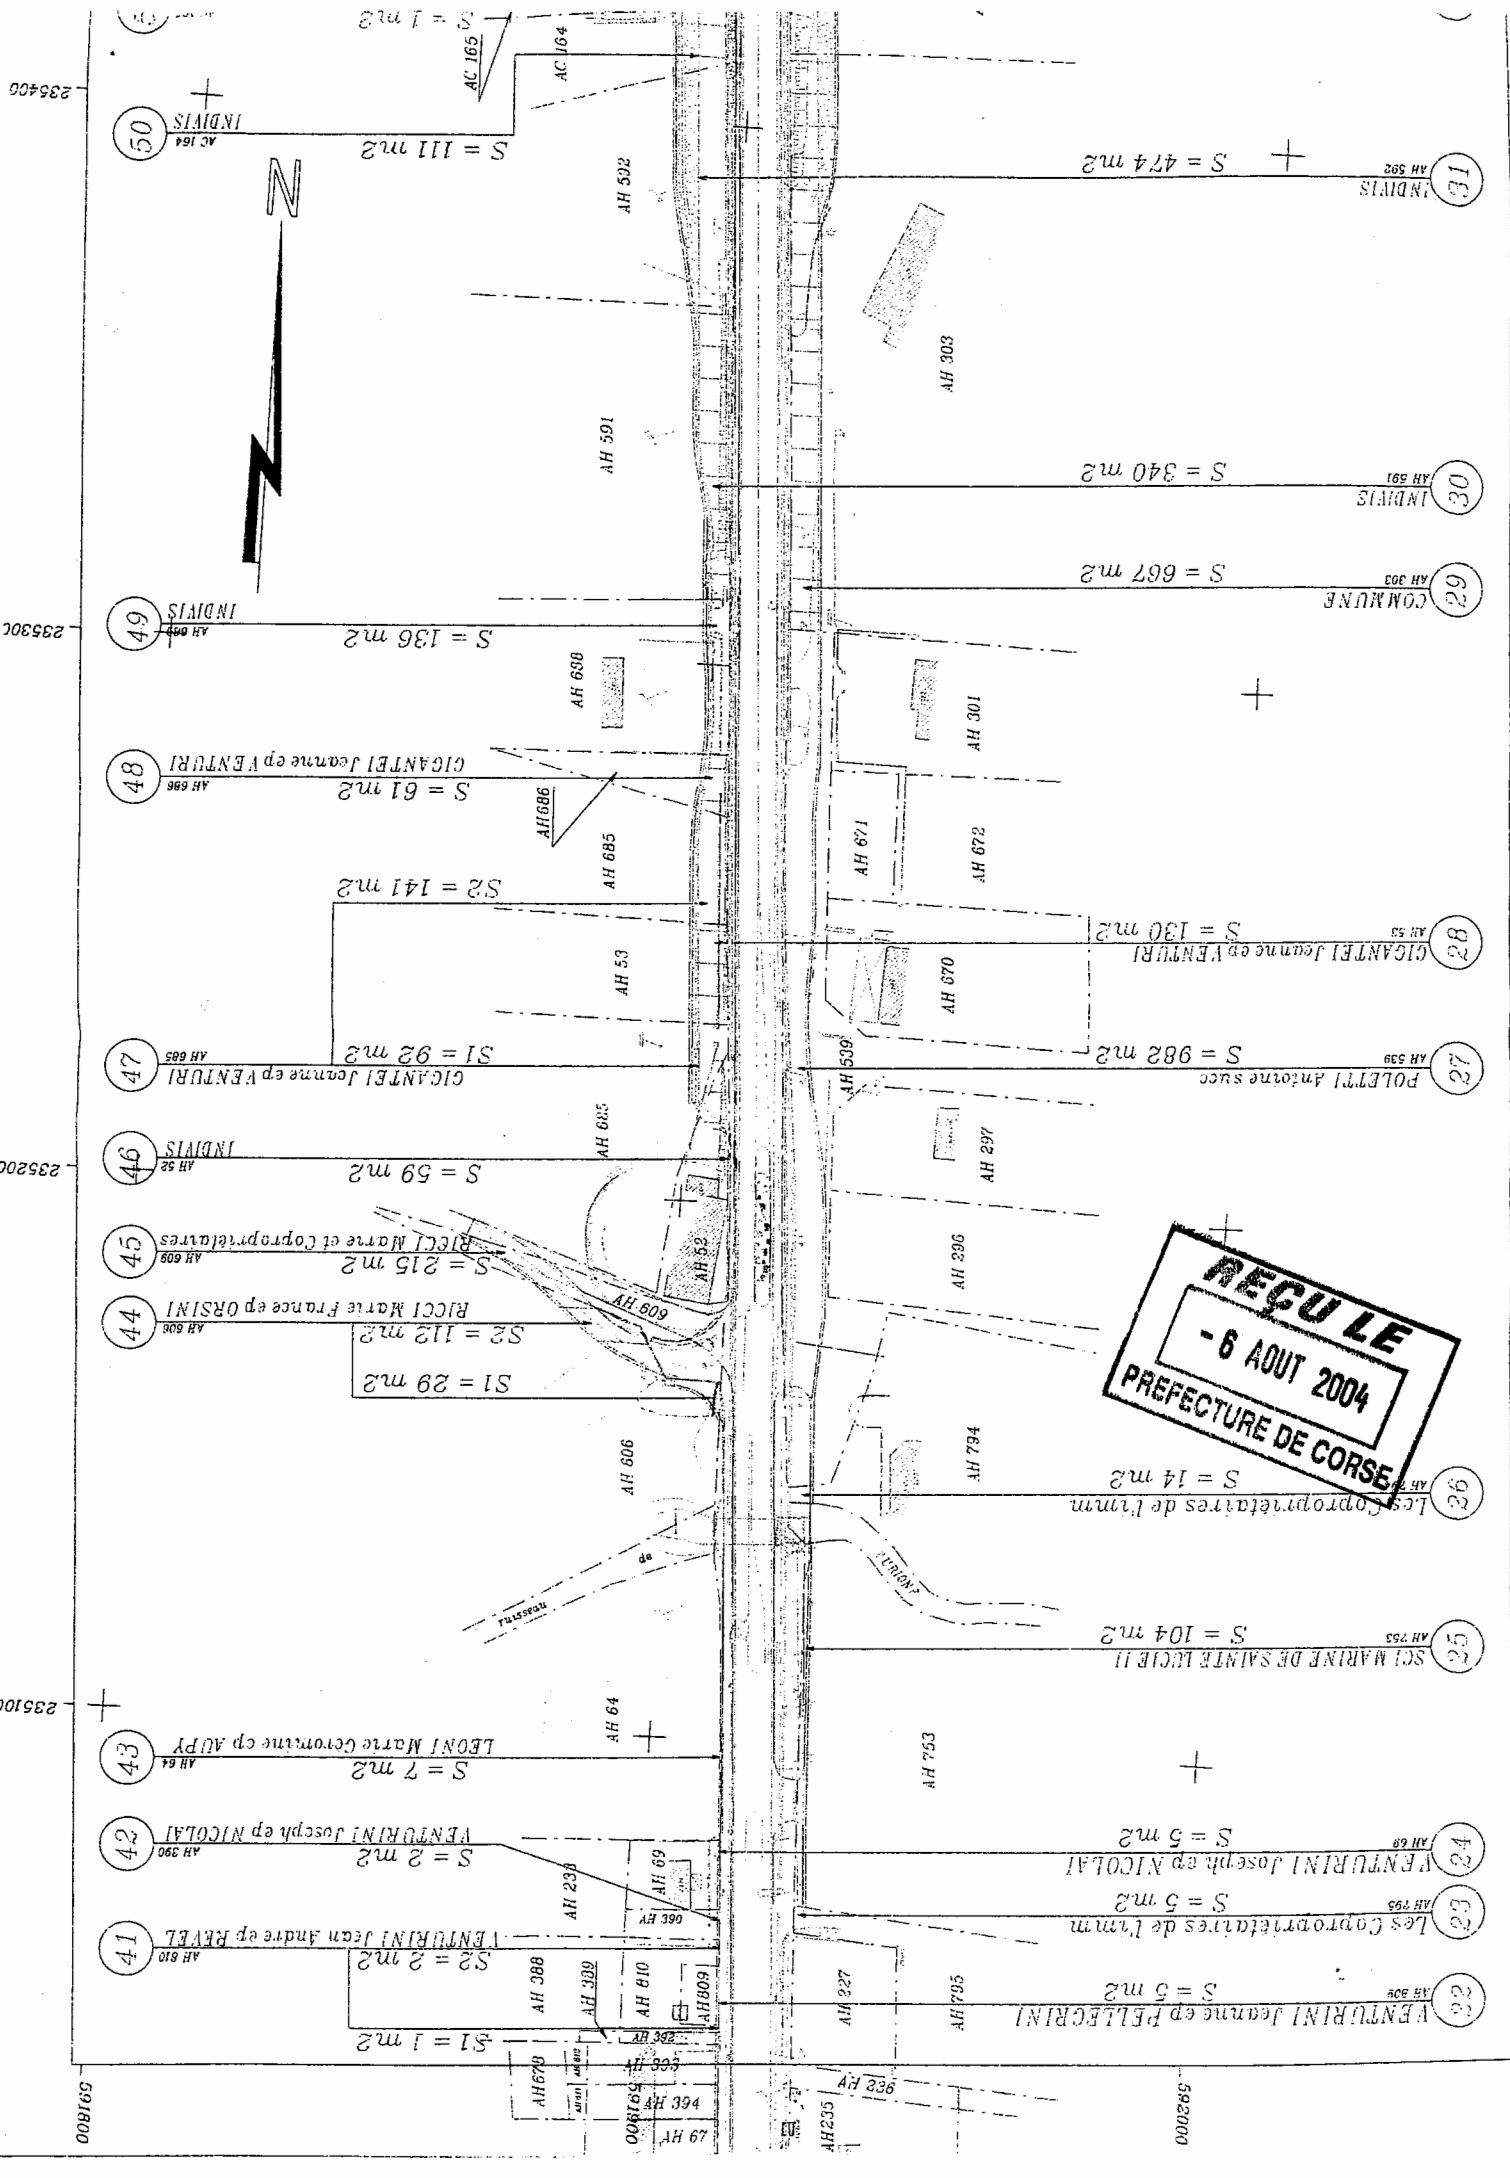 S = 1 m2
AC 165
AC 164
235400
50
AC 164
INDIVIS
S = 111 m2
N
AH 592
S = 474 m2
31
AH 592
INDIVIS
AH 303
AH 591
S = 340 m2
30
AH 591
INDIVIS
S = 667 m2
29
AH 303
COMMUNE
235300
49
INDIVIS
S = 136 m2
AH 688
AH 301
48
AH 686
GIGANTEI Jeanne ep VENTURI
S = 61 m2
AH686
AH 685
AH 671
AH 672
S2 = 141 m2
28
AH 53
GIGANTEI Jeanne ep VENTURI
S = 130 m2
AH 53
AH 670
47
AH 685
GIGANTEI Jeanne ep VENTURI
S1 = 92 m2
AH 539
27
AH 539
POLETTI Antoine succ
S = 982 m2
AH 685
AH 297
235200
46
AH 52
INDIVIS
S = 59 m2
45
AH 609
RICCI Marie et Copropriétaires
S = 215 m2
AH 52
AH 296
AH 609
44
AH 606
RICCI Marie France ep ORSINI
S2 = 112 m2
S1 = 29 m2
REÇU LE
- 6 AOUT 2004
PREFECTURE DE CORSE
AH 606
AH 794
26
Les Copropriétaires de l'imm
S = 14 m2
de
ruisseau
25
AH 753
SCI MARINE DE SAINTE LUCIE II
S = 104 m2
235100
AH 64
AH 753
43
AH 64
LEONI Marie Geromine ep AUPY
S = 7 m2
42
AH 390
VENTURINI Joseph ep NICOLAI
S = 2 m2
AH 69
AH 390
24
AH 69
VENTURINI Joseph ep NICOLAI
S = 5 m2
23
AH 795
Les Copropriétaires de l'imm
S = 5 m2
41
AH 810
VENTURINI Jean Andre ep REVEL
S2 = 2 m2
S1 = 1 m2
AH 388
AH 389
AH 810
AH809
AH 392
AH 795
22
AH 809
VENTURINI Jeanne ep PELLEGRINI
S = 5 m2
AH 393
AH 394
AH 67
AH 236
AH235
591800
591900
592000